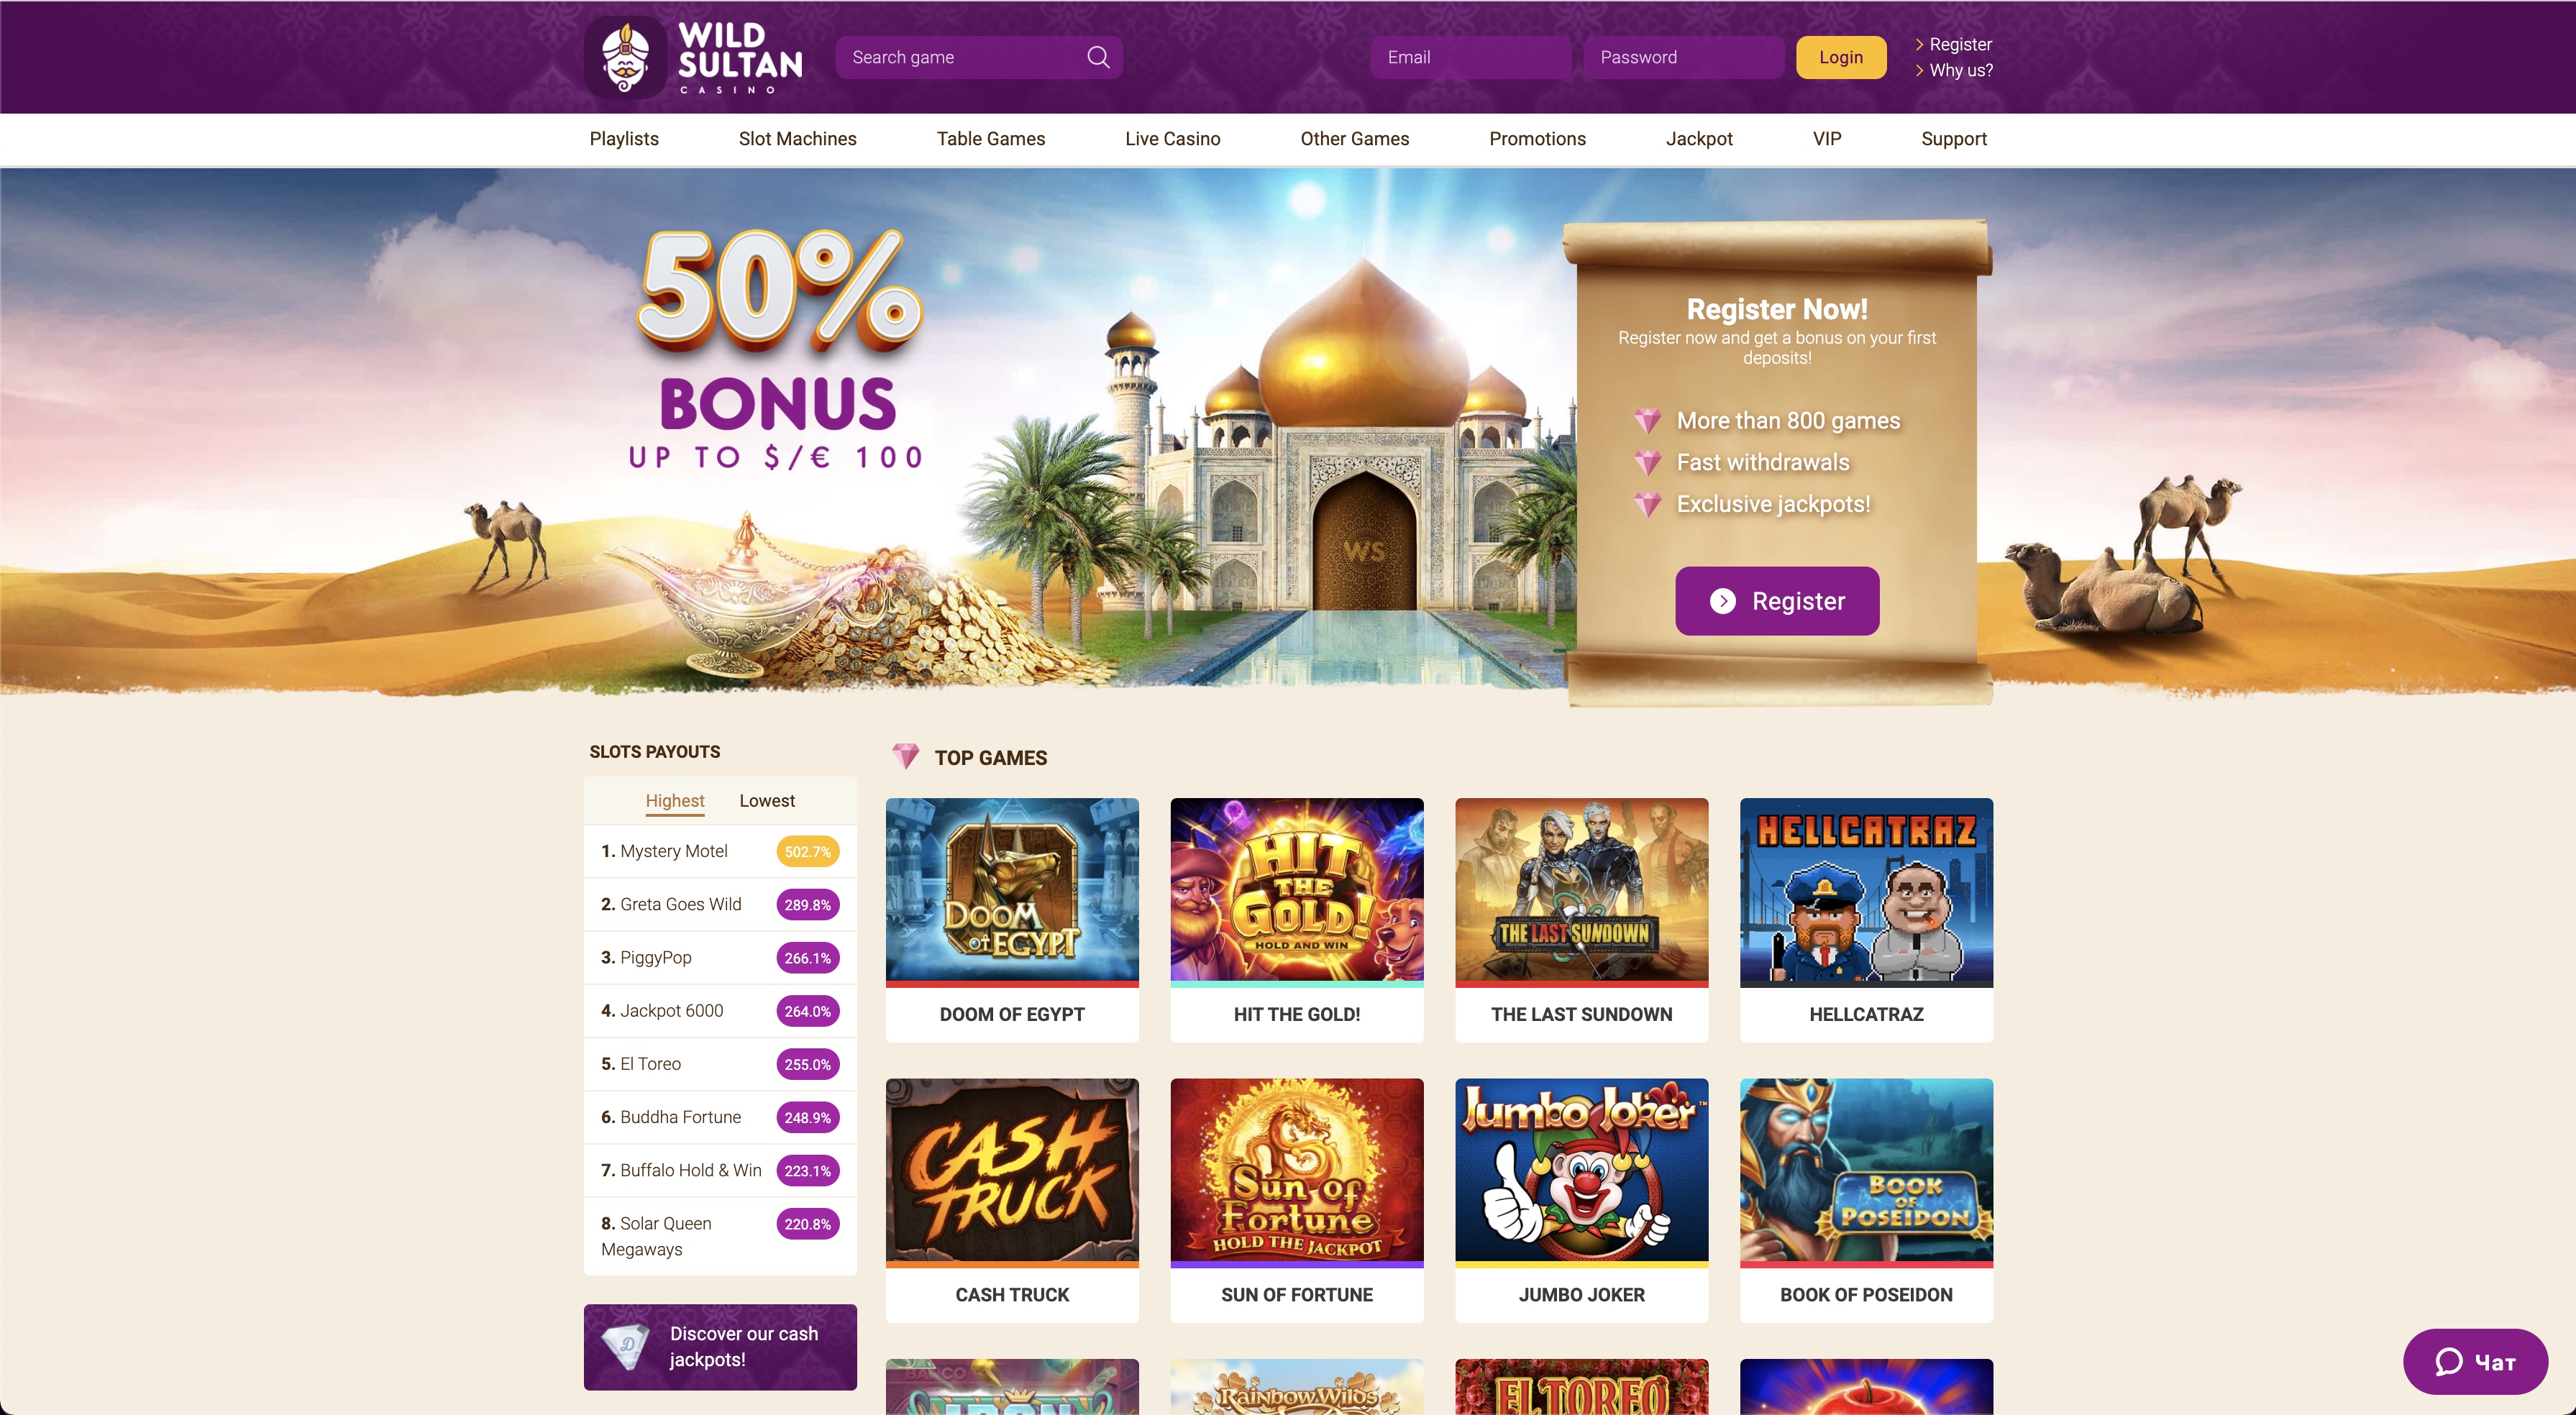 WILD
SULTAN
CASINO
Search game
Email
Password
Login
Register
Why us?
Playlists
Slot Machines
Table Games
Live Casino
Other Games
Promotions
Jackpot
VIP
Support
50%
BONUS
UP TO $/€ 100
WS
Register Now!
Register now and get a bonus on your first
deposits!
More than 800 games
Fast withdrawals
Exclusive jackpots!
Register
SLOTS PAYOUTS
Highest
Lowest
1. Mystery Motel 502.7%
2. Greta Goes Wild 289.8%
3. PiggyPop 266.1%
4. Jackpot 6000 264.0%
5. El Toreo 255.0%
6. Buddha Fortune 248.9%
7. Buffalo Hold & Win 223.1%
8. Solar Queen 220.8%
Megaways
D
Discover our cash
jackpots!
TOP GAMES
DOOM
of EGYPT
DOOM OF EGYPT
HIT
THE
GOLD!
HOLD AND WIN
HIT THE GOLD!
THE LAST SUNDOWN
THE LAST SUNDOWN
HELLCATRAZ
HELLCATRAZ
CASH
TRUCK
CASH TRUCK
Sun of
Fortune
HOLD THE JACKPOT
SUN OF FORTUNE
Jumbo Joker™
JUMBO JOKER
BOOK
OF
POSEIDON
BOOK OF POSEIDON
Rainbow Wilds
EL TOREO
Чат